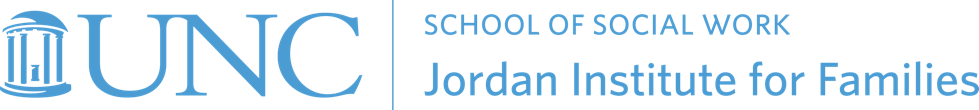 UNC
SCHOOL OF SOCIAL WORK
Jordan Institute for Families